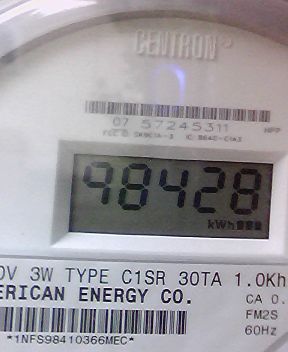 CENTRON
07 57245311
98428
kWh
0V 3W TYPE C1SR 30TA 1.0Kh
ERICAN ENERGY CO.
CA 0.
FM2S
60Hz
*1NFS98410366MEC*